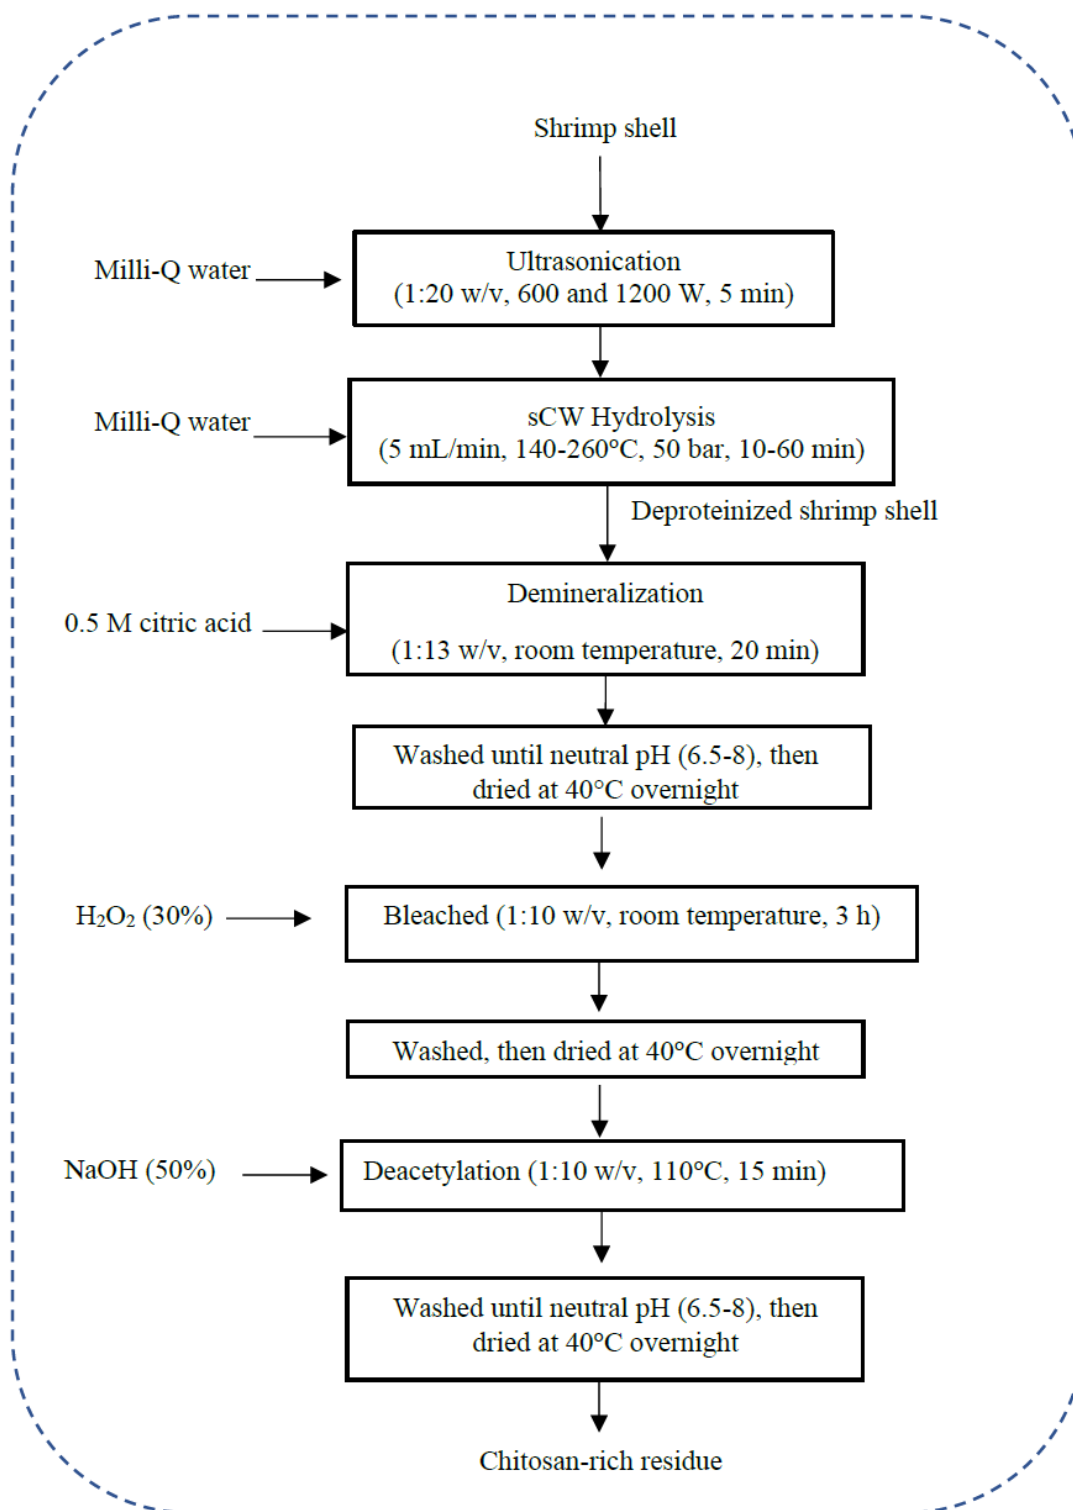 Shrimp shell
Milli-Q water
Ultrasonication
(1:20 w/v, 600 and 1200 W, 5 min)
Milli-Q water
sCW Hydrolysis
(5 mL/min, 140-260°C, 50 bar, 10-60 min)
Deproteinized shrimp shell
0.5 M citric acid
Demineralization
(1:13 w/v, room temperature, 20 min)
Washed until neutral pH (6.5-8), then
dried at 40°C overnight
H₂O₂ (30%)
Bleached (1:10 w/v, room temperature, 3 h)
Washed, then dried at 40°C overnight
NaOH (50%)
Deacetylation (1:10 w/v, 110°C, 15 min)
Washed until neutral pH (6.5-8), then
dried at 40°C overnight
Chitosan-rich residue